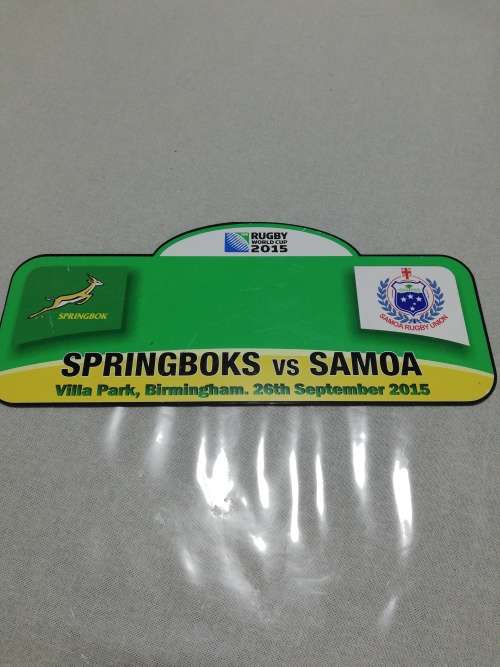 RUGBY
WORLD CUP
2015
SPRINGBOK
SAMOA RUGBY UNION
SPRINGBOKS vs SAMOA
Villa Park, Birmingham. 26th September 2015